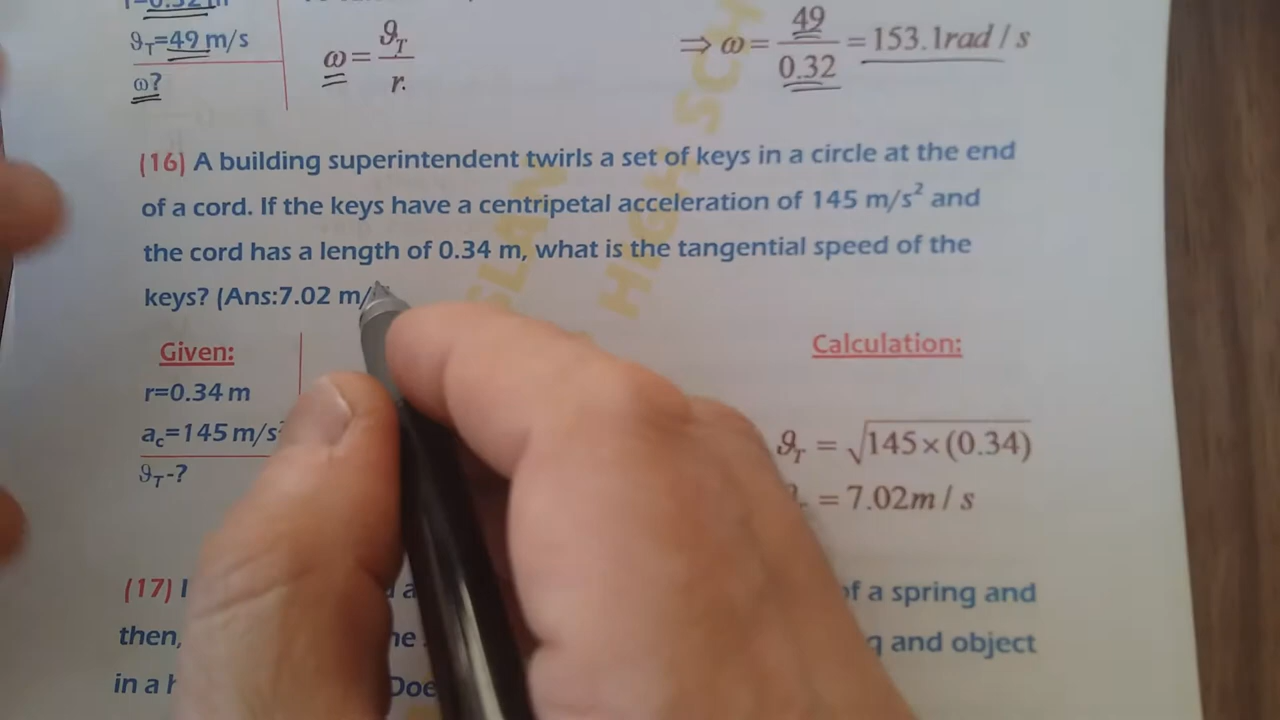 ϑT=49 m/s
ω?
ω = ϑT / r.
⇒ ω = 49 / 0.32 = 153.1rad / s
(16) A building superintendent twirls a set of keys in a circle at the end
of a cord. If the keys have a centripetal acceleration of 145 m/s² and
the cord has a length of 0.34 m, what is the tangential speed of the
keys? (Ans:7.02 m/
Given:
Calculation:
r=0.34 m
ac=145 m/s²
ϑT-?
ϑT = √145×(0.34)
= 7.02m / s
(17)
of a spring and
then,
and object
in a